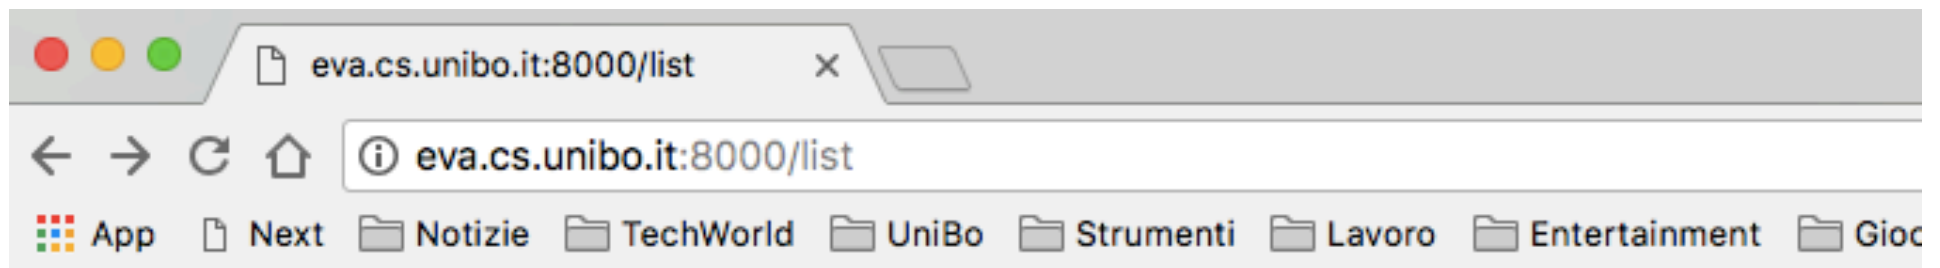 eva.cs.unibo.it:8000/list
eva.cs.unibo.it:8000/list
App Next Notizie TechWorld UniBo Strumenti Lavoro Entertainment